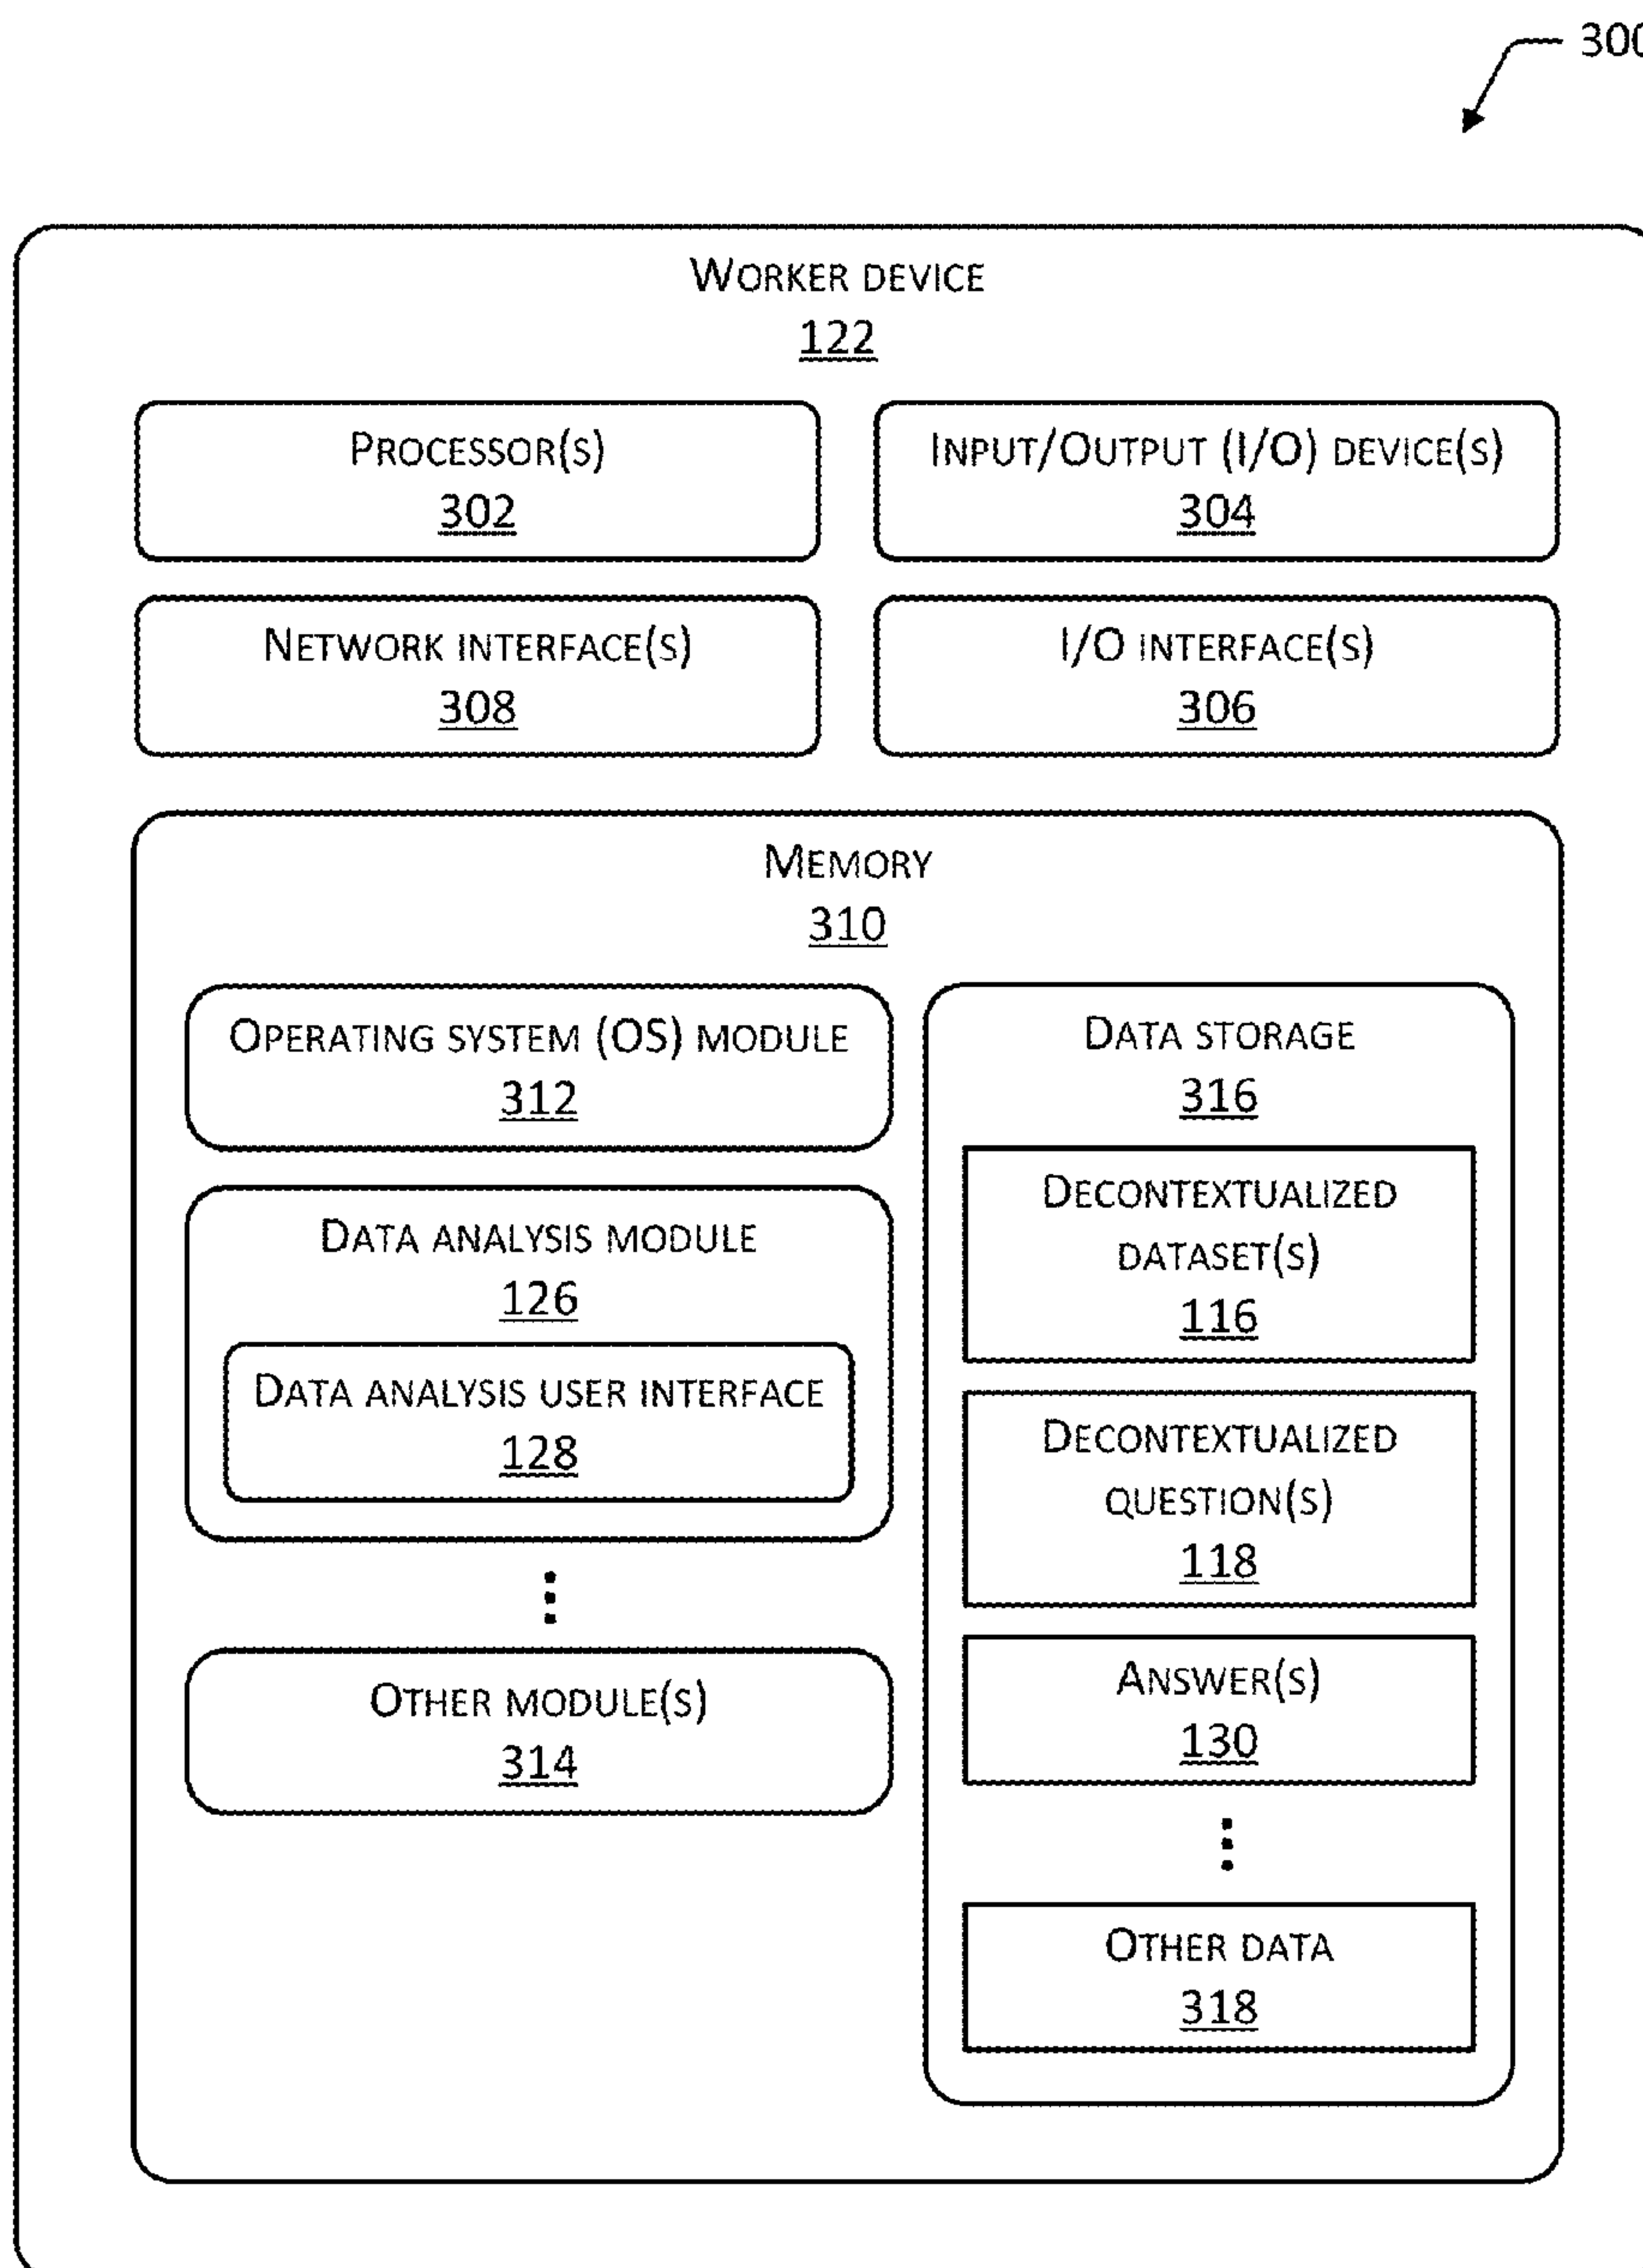 300
Worker device
122
Processor(s)
302
Input/Output (I/O) device(s)
304
Network interface(s)
308
I/O interface(s)
306
Memory
310
Operating system (OS) module
312
Data analysis module
126
Data analysis user interface
128
Other module(s)
314
Data storage
316
Decontextualized
dataset(s)
116
Decontextualized
question(s)
118
Answer(s)
130
Other data
318